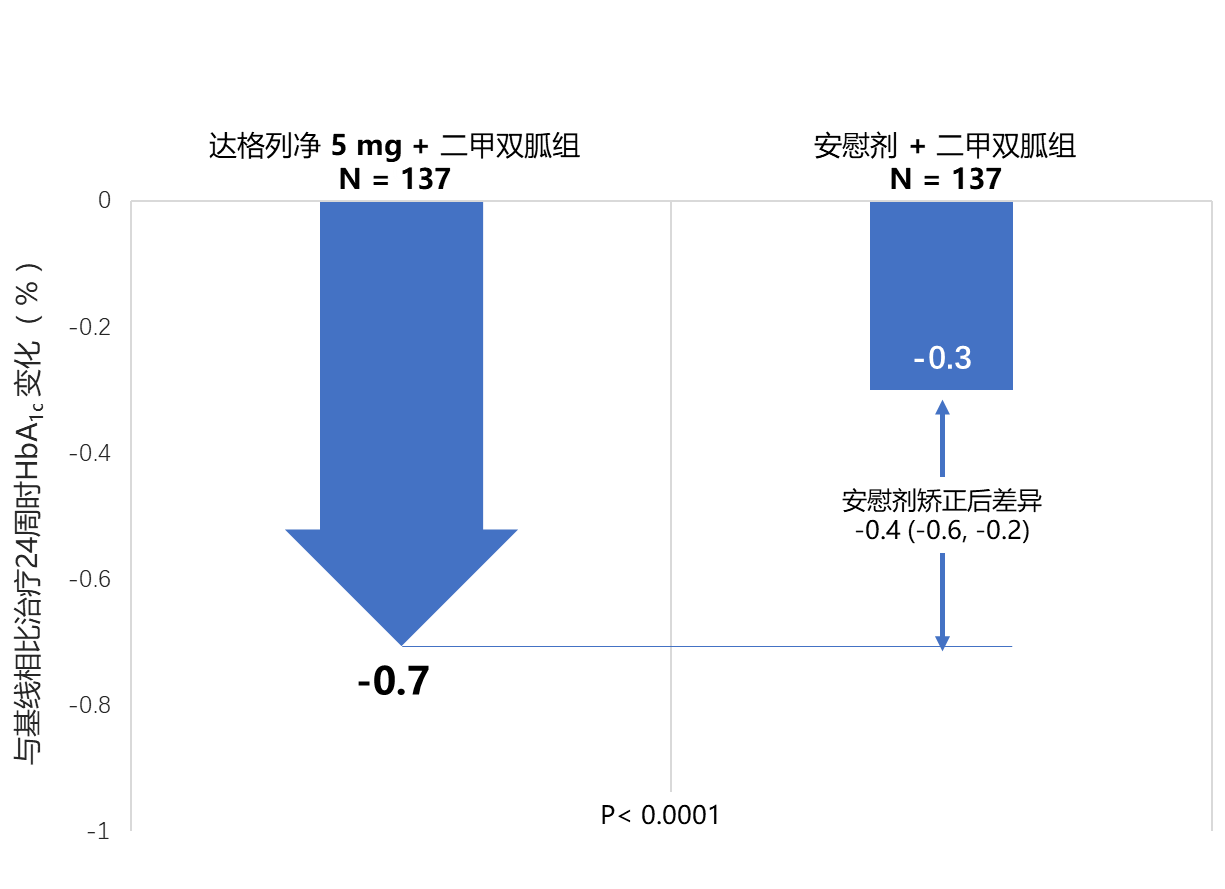 达格列净 5 mg + 二甲双胍组
N = 137
安慰剂 + 二甲双胍组
N = 137
与基线相比治疗24周时HbA1c 变化（%）
0
-0.2
-0.4
-0.6
-0.8
-1
-0.7
-0.3
安慰剂矫正后差异
-0.4 (-0.6, -0.2)
P< 0.0001